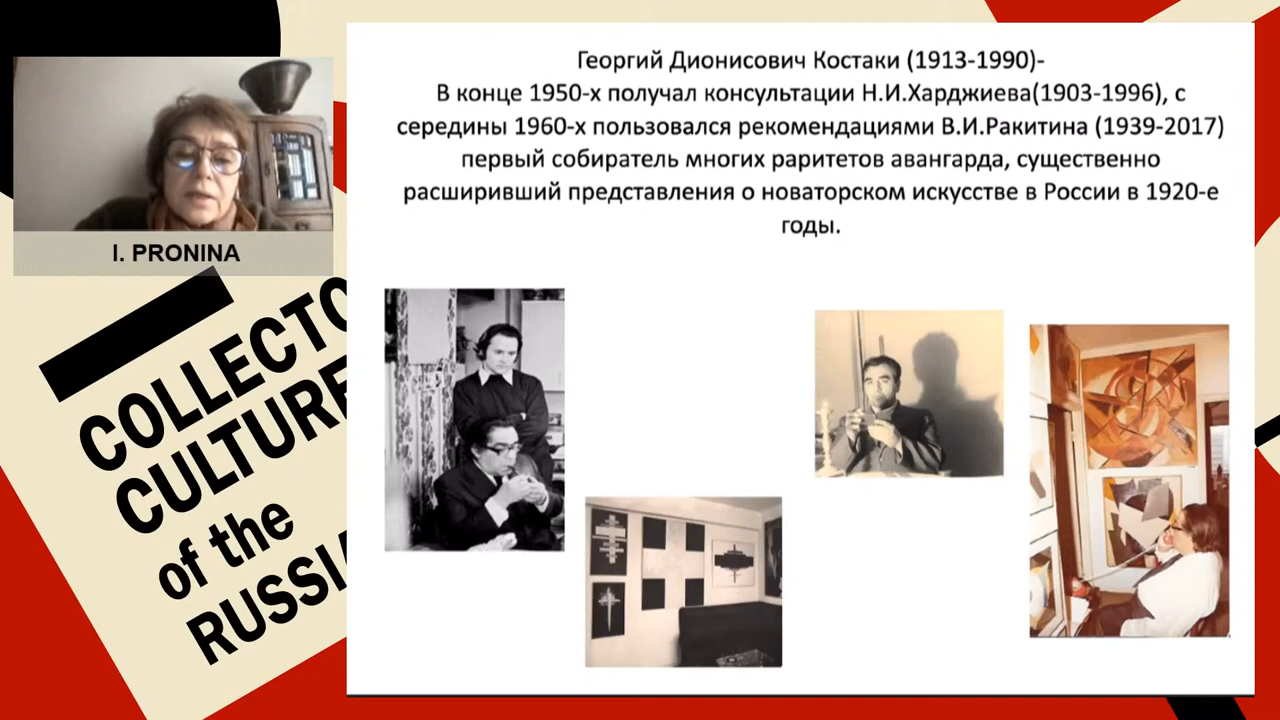 Георгий Дионисович Костаки (1913-1990)-
В конце 1950-х получал консультации Н.И.Харджиева(1903-1996), с
середины 1960-х пользовался рекомендациями В.И.Ракитина (1939-2017)
первый собиратель многих раритетов авангарда, существенно
расширивший представления о новаторском искусстве в России в 1920-е
годы.
I. PRONINA
COLLECTO
CULTURE
of the
RUSSIA